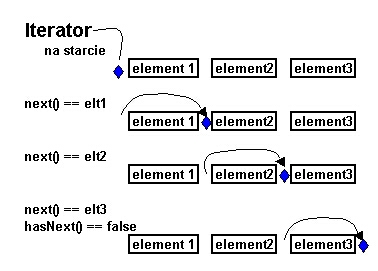 Iterator
na starcie
element 1 element2 element3
next() == elt1
element 1 element2 element3
next() == elt2
element 1 element2 element3
next() == elt3
hasNext() == false
element 1 element2 element3